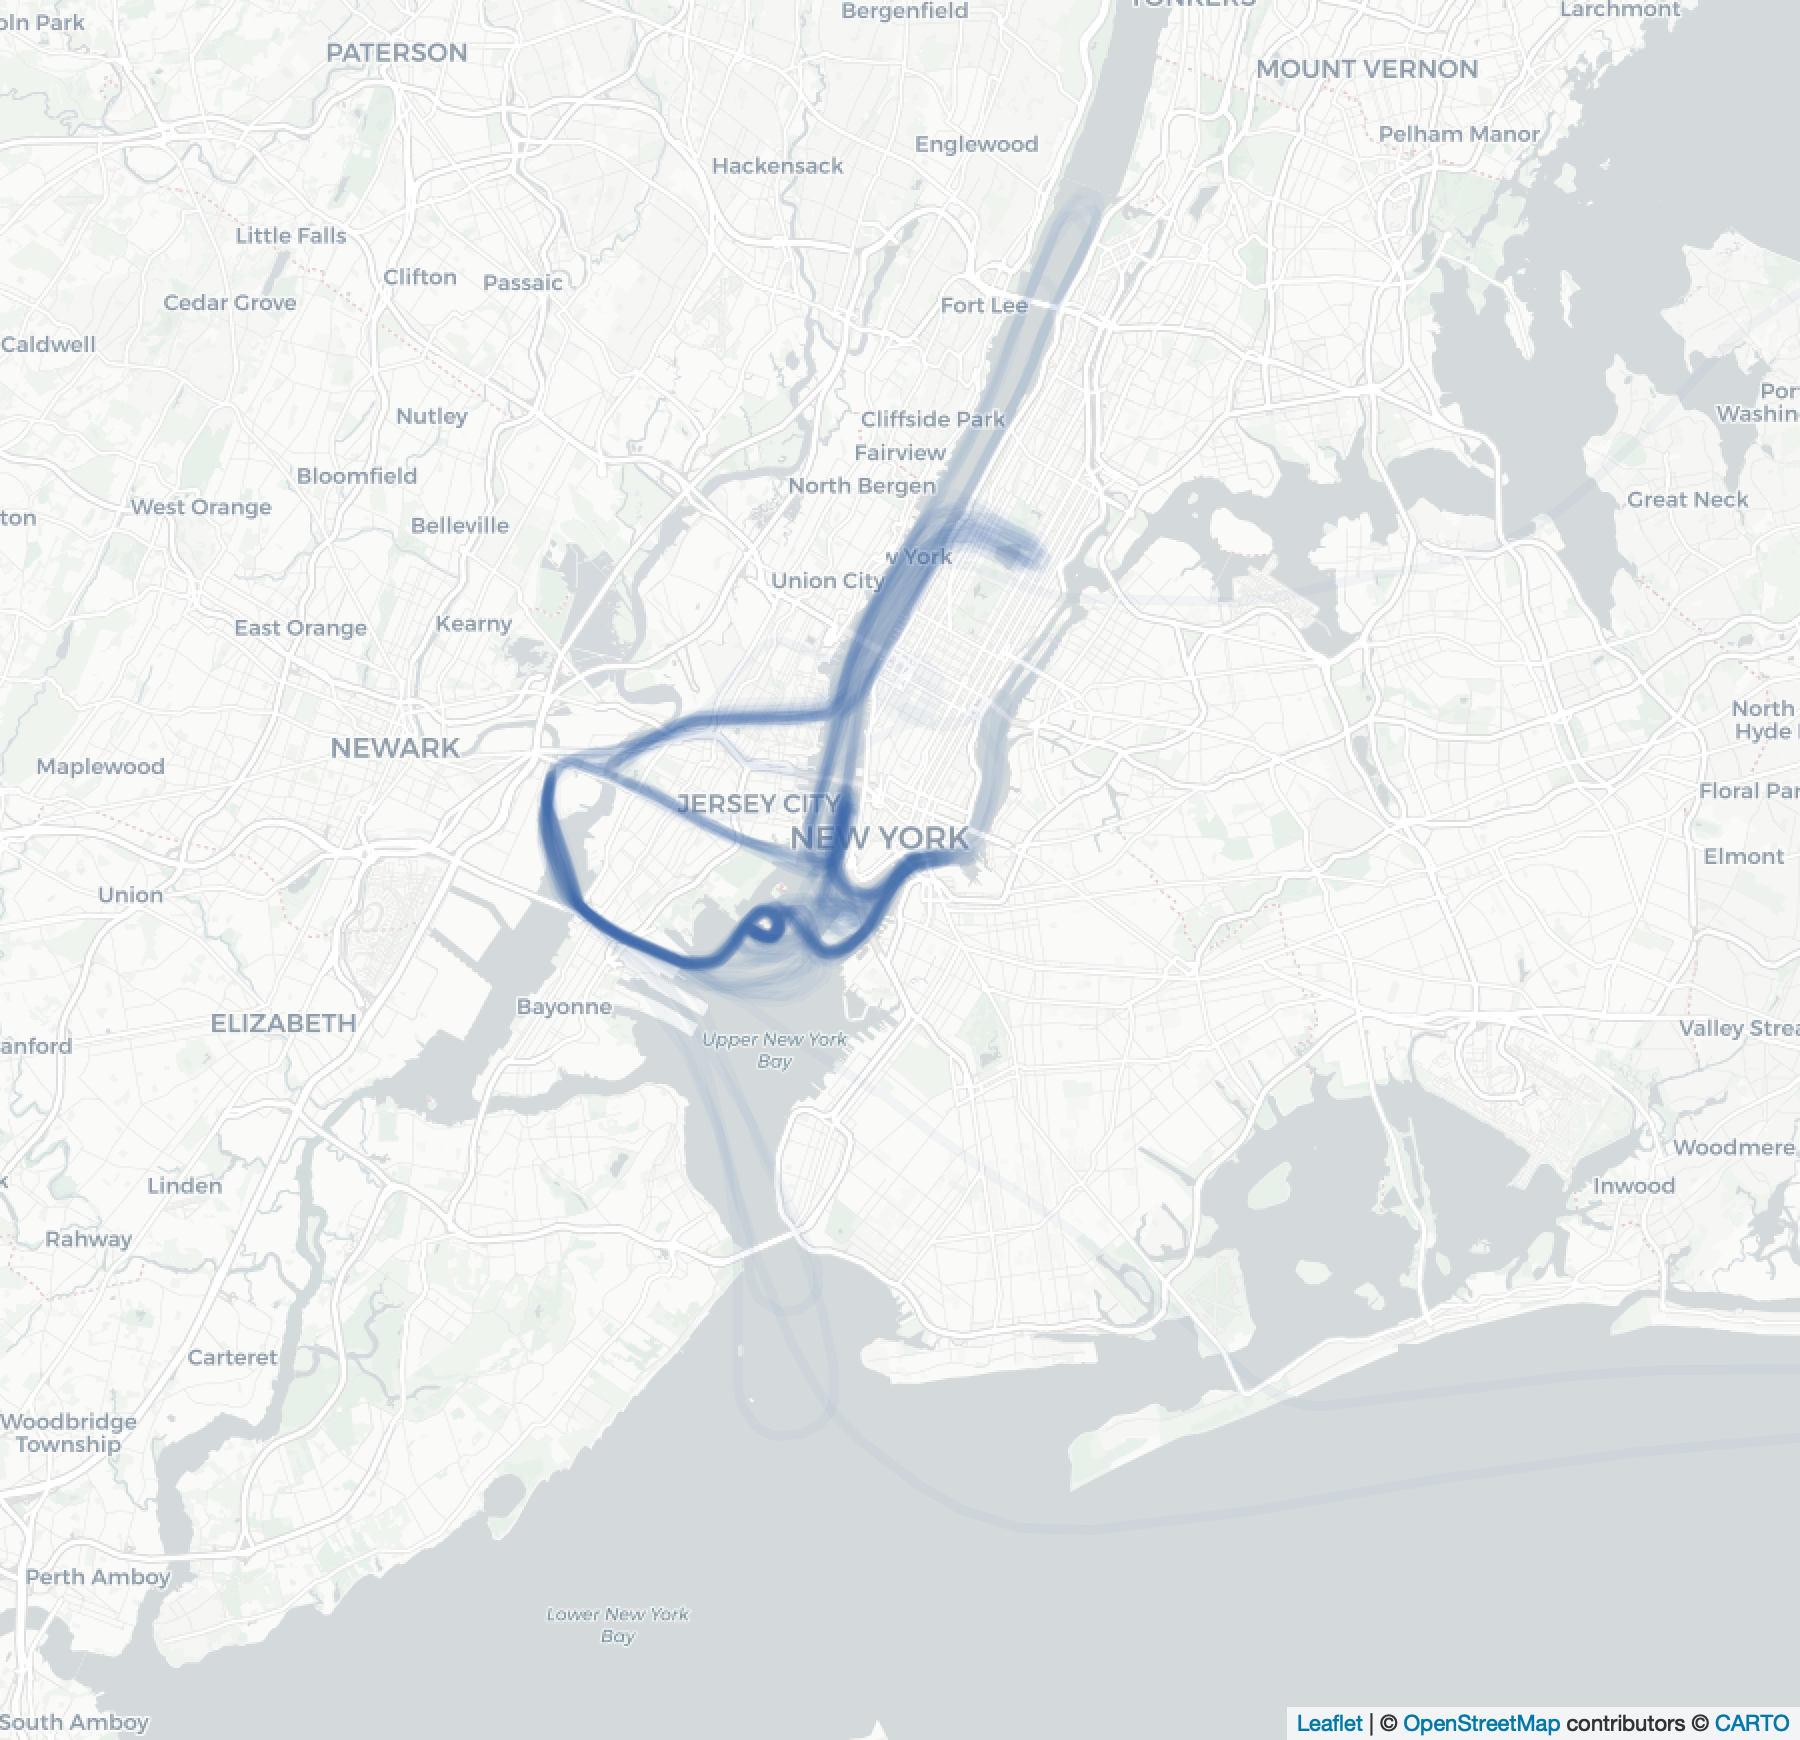 oln Park
Bergenfield
YONKERS
Larchmont
PATERSON
MOUNT VERNON
Pelham Manor
Englewood
Hackensack
Little Falls
Clifton
Passaic
Cedar Grove
Fort Lee
Caldwell
Por
Washin
Nutley
Cliffside Park
Fairview
Bloomfield
North Bergen
Great Neck
West Orange
ton
Belleville
w York
Union City
East Orange
Kearny
North
Hyde
NEWARK
Maplewood
Floral Par
JERSEY CITY
NEW YORK
Elmont
Union
Bayonne
ELIZABETH
Valley Strea
anford
Upper New York
Bay
Woodmere
Linden
Inwood
Rahway
Carteret
Woodbridge
Township
Perth Amboy
Lower New York
Bay
South Amboy
Leaflet | © OpenStreetMap contributors © CARTO